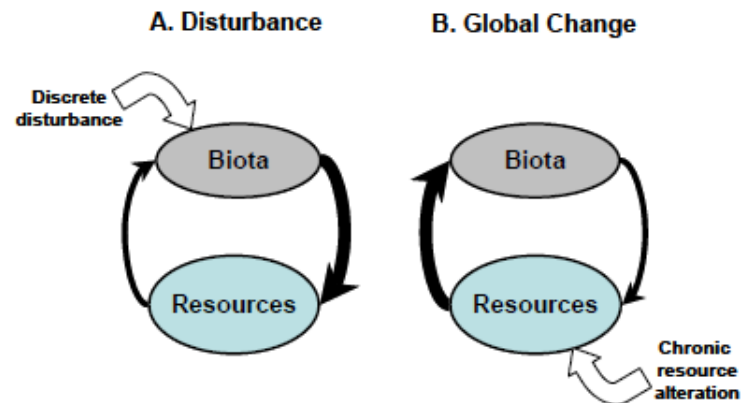 A. Disturbance
B. Global Change
Discrete
disturbance
Biota
Biota
Resources
Resources
Chronic
resource
alteration